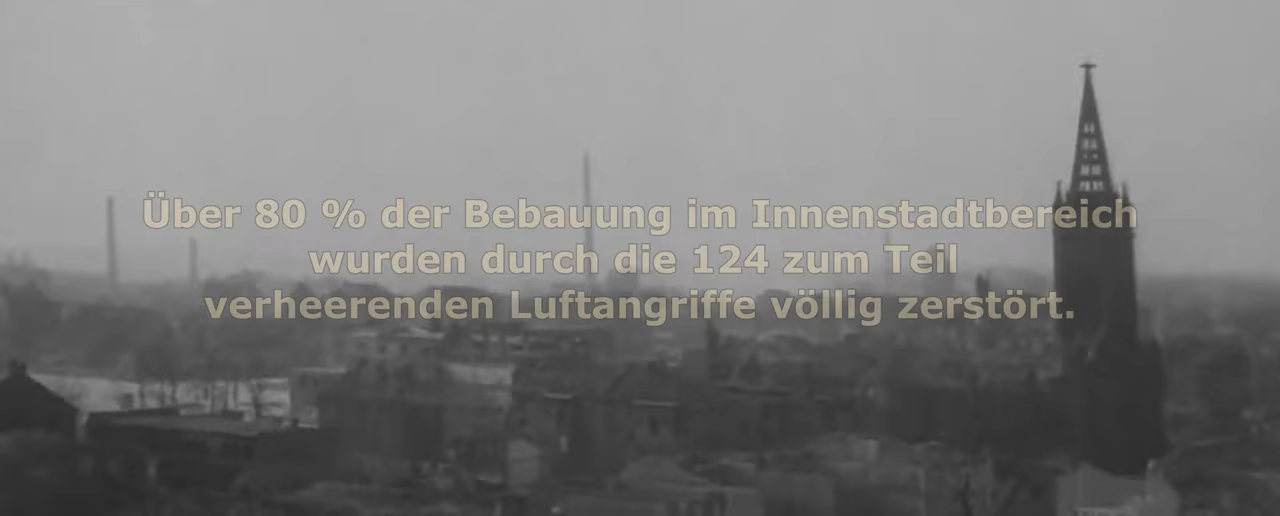 Über 80 % der Bebauung im Innenstadtbereich
wurden durch die 124 zum Teil
verheerenden Luftangriffe völlig zerstört.